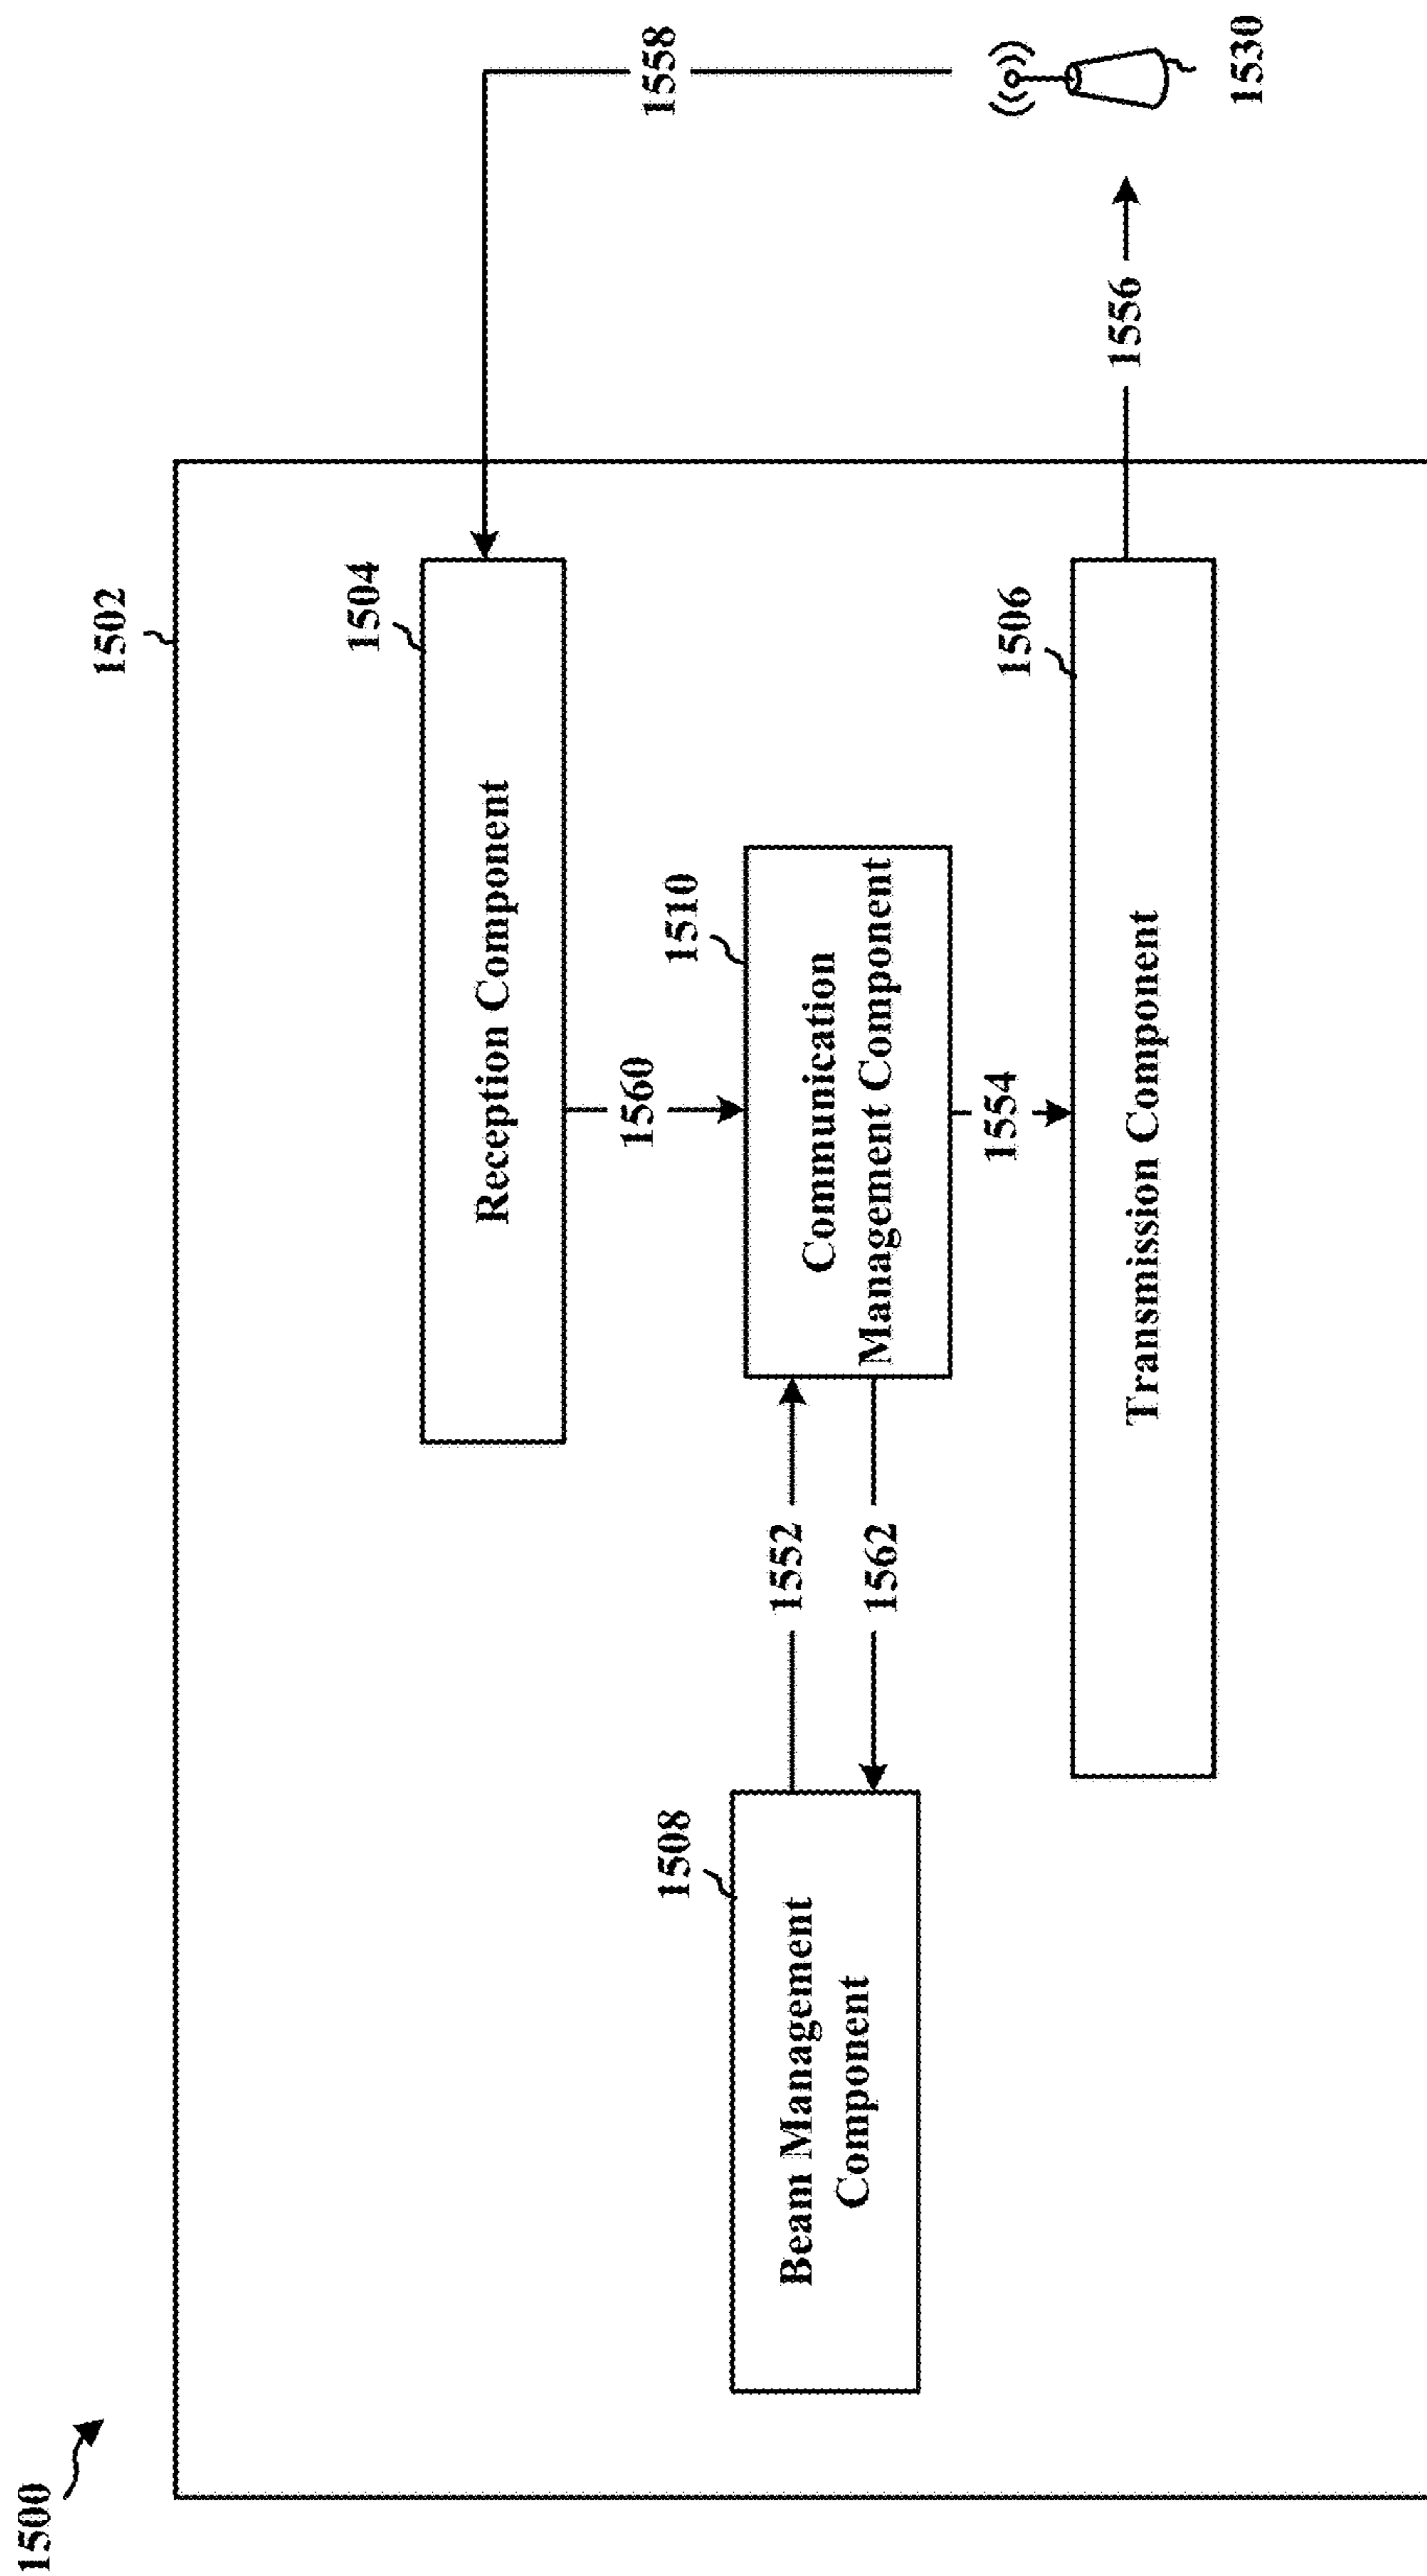 1500
1502
1504
Reception Component
1558
1560
1510
Communication
Management Component
1508
Beam Management
Component
1552
1562
1554
1506
Transmission Component
1556
1530